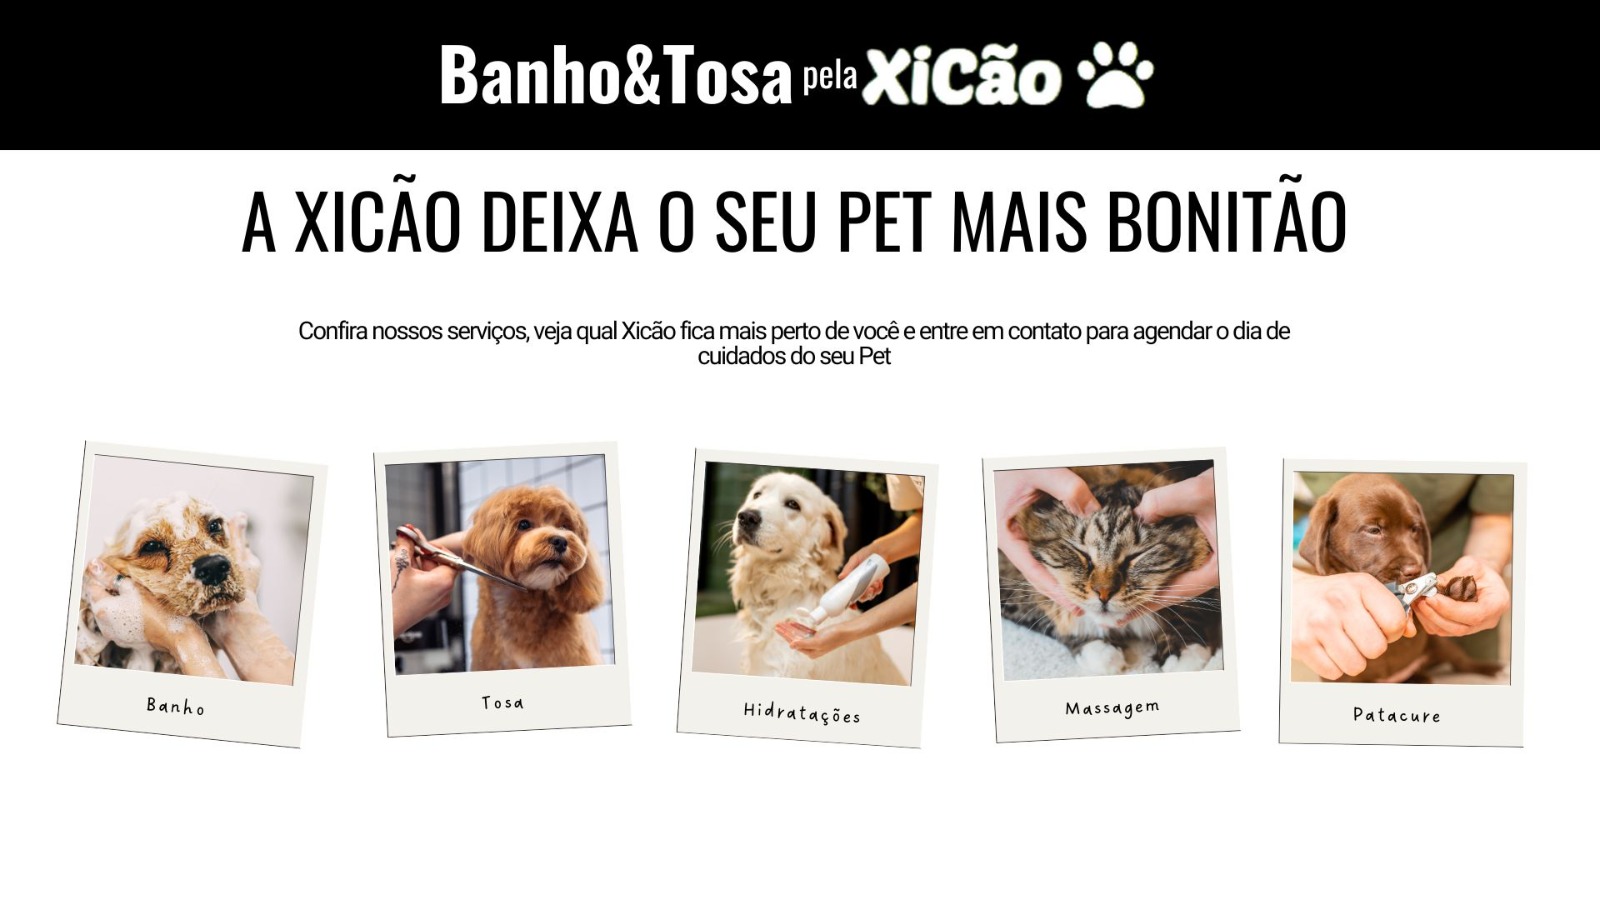 Banho&Tosa pela XiCão
A XICÃO DEIXA O SEU PET MAIS BONITÃO
Confira nossos serviços, veja qual Xicão fica mais perto de você e entre em contato para agendar o dia de
cuidados do seu Pet
Banho
Tosa
Hidratações
Massagem
Patacure